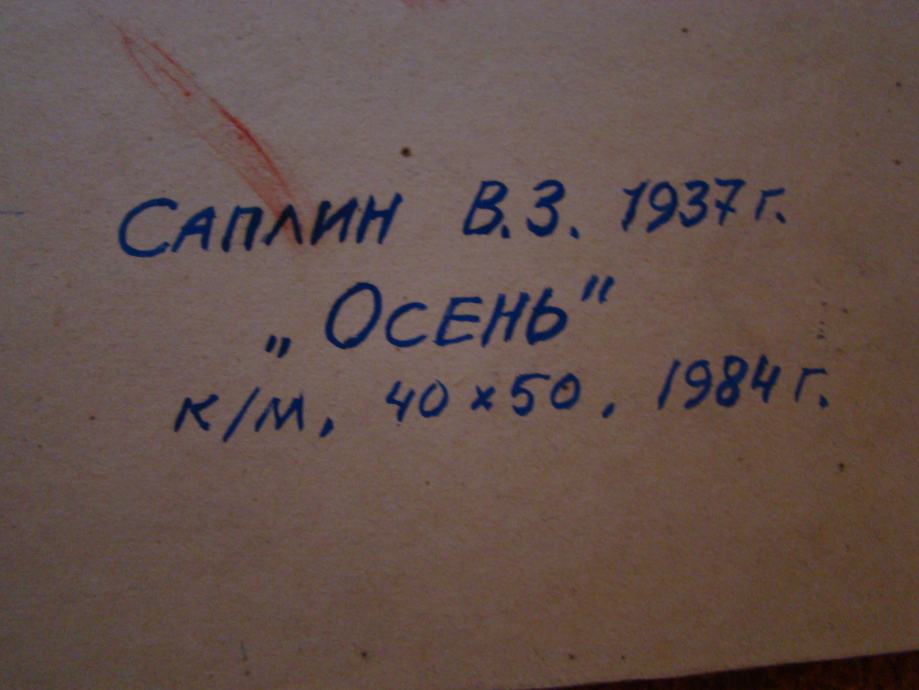 Саплин В.З. 1937 г.
„Осень"
к/м, 40 x 50, 1984 г.